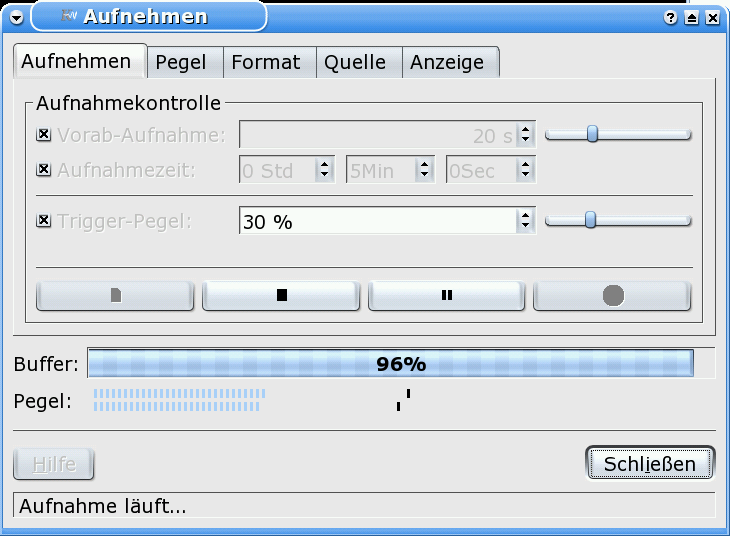 Aufnehmen
Aufnehmen Pegel Format Quelle Anzeige
Aufnahmekontrolle
Vorab-Aufnahme: 20 s
Aufnahmezeit: 0 Std 5Min 0Sec
Trigger-Pegel: 30 %
Buffer: 96%
Pegel:
Hilfe Schließen
Aufnahme läuft...